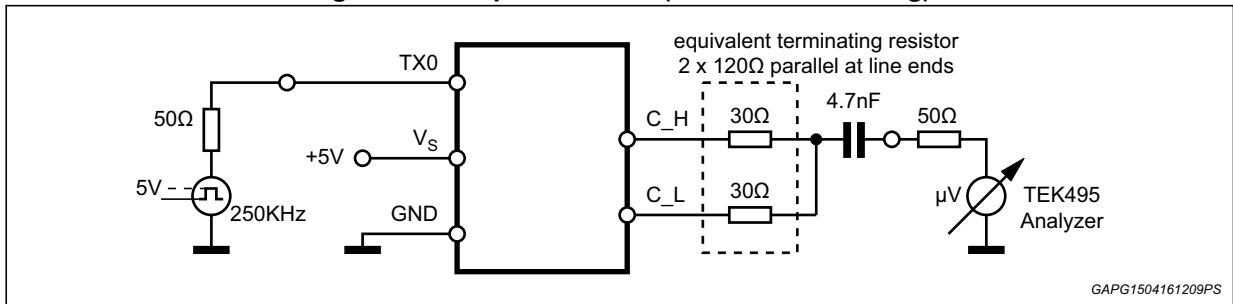 equivalent terminating resistor
2 x 120Ω parallel at line ends
TX0
4.7nF
50Ω
C_H
30Ω
50Ω
V_S
+5V
5V
250KHz
GND
C_L
30Ω
µV
TEK495
Analyzer
GAPG1504161209PS